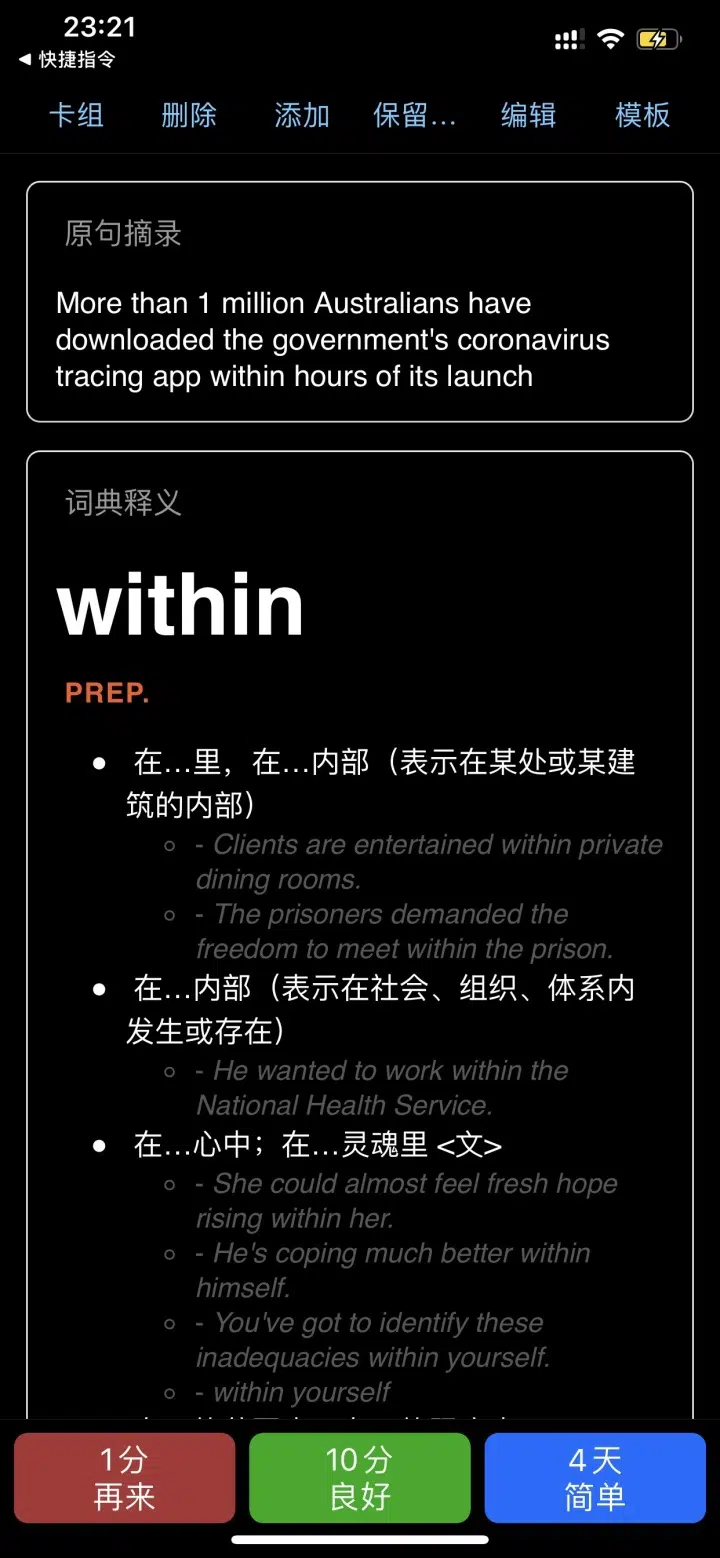 23:21
◀ 快捷指令
卡组 删除 添加 保留... 编辑 模板
原句摘录
More than 1 million Australians have
downloaded the government's coronavirus
tracing app within hours of its launch
词典释义
within
PREP.
● 在…里，在…内部（表示在某处或某建
筑的内部）
○ - Clients are entertained within private
dining rooms.
○ - The prisoners demanded the
freedom to meet within the prison.
● 在…内部（表示在社会、组织、体系内
发生或存在）
○ - He wanted to work within the
National Health Service.
● 在…心中；在…灵魂里 <文>
○ - She could almost feel fresh hope
rising within her.
○ - He's coping much better within
himself.
○ - You've got to identify these
inadequacies within yourself.
○ - within yourself
1分 10分 4天
再来 良好 简单